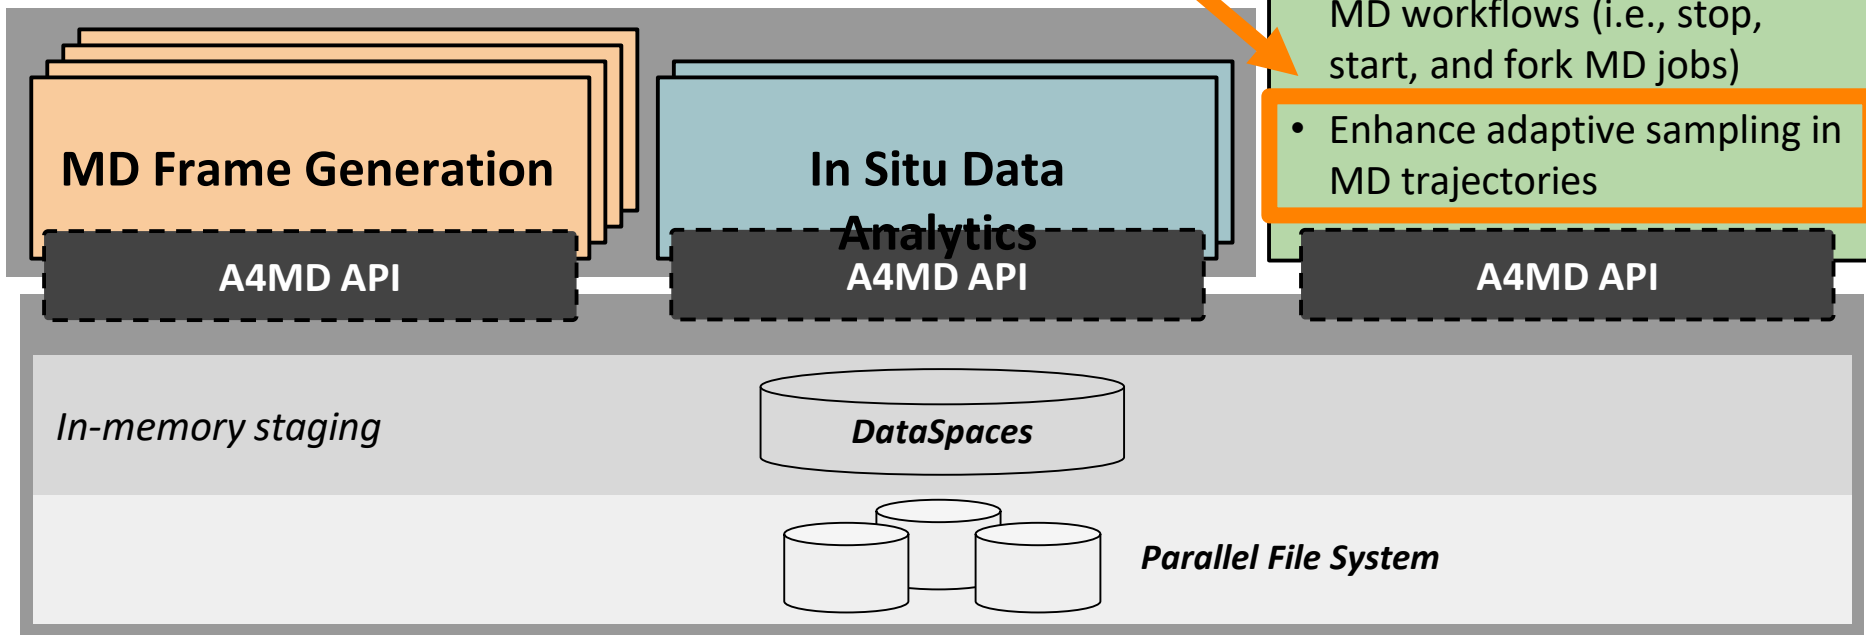 MD workflows (i.e., stop,
start, and fork MD jobs)
• Enhance adaptive sampling in
MD trajectories
MD Frame Generation
In Situ Data
Analytics
A4MD API
A4MD API
A4MD API
In-memory staging
DataSpaces
Parallel File System